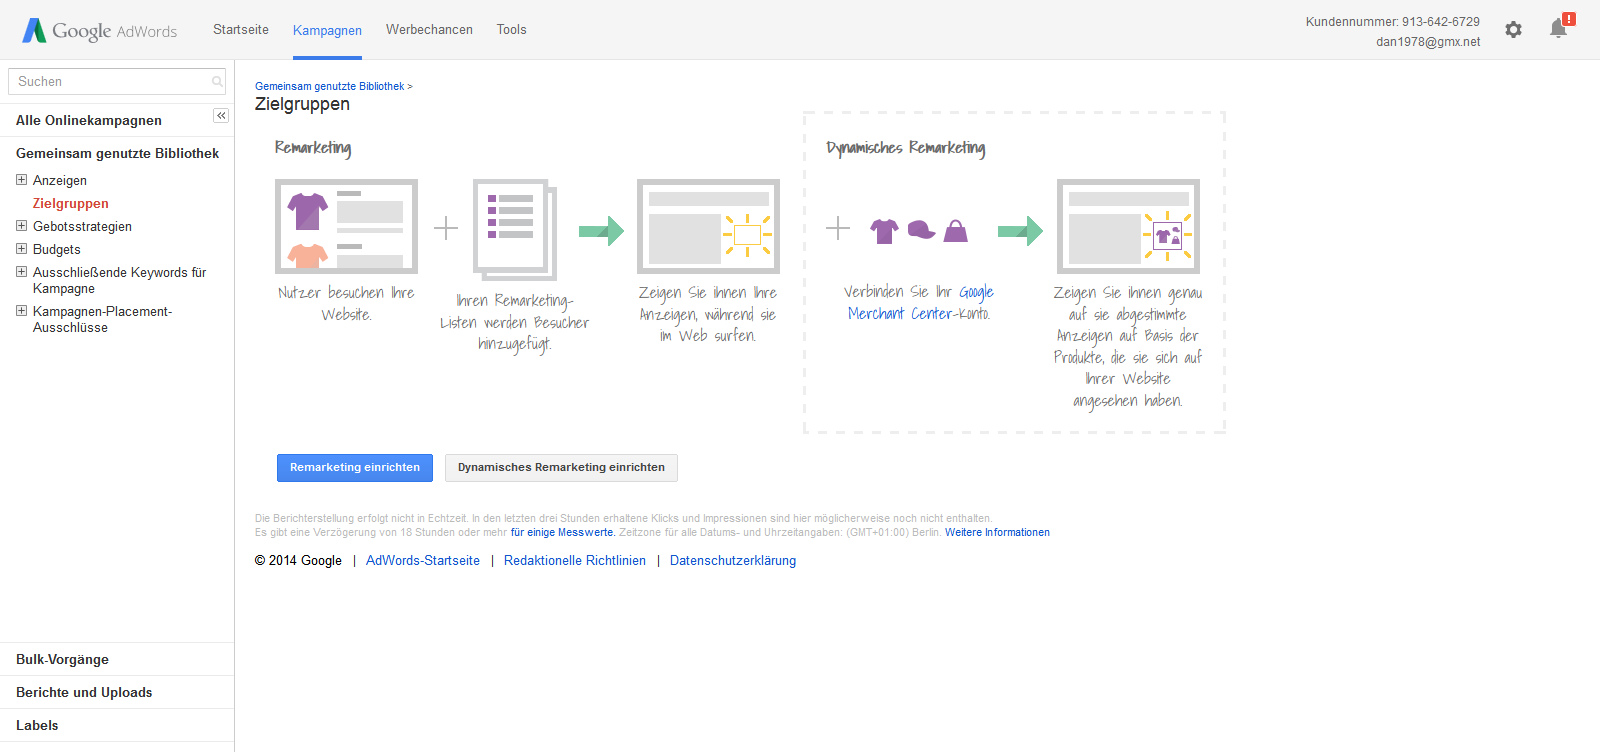 Google AdWords
Startseite
Kampagnen
Werbechancen
Tools
Kundennummer: 913-642-6729
dan1978@gmx.net
!
Suchen
Alle Onlinekampagnen
«
Gemeinsam genutzte Bibliothek
Anzeigen
Zielgruppen
Gebotsstrategien
Budgets
Ausschließende Keywords für
Kampagne
Kampagnen-Placement-
Ausschlüsse
Bulk-Vorgänge
Berichte und Uploads
Labels
Gemeinsam genutzte Bibliothek >
Zielgruppen
Remarketing
Nutzer besuchen Ihre
Website.
Ihren Remarketing-
Listen werden Besucher
hinzugefügt.
Zeigen Sie ihnen Ihre
Anzeigen, während sie
im Web surfen.
Dynamisches Remarketing
Verbinden Sie Ihr Google
Merchant Center-Konto.
Zeigen Sie ihnen genau
auf sie abgestimmte
Anzeigen auf Basis der
Produkte, die sie sich auf
Ihrer Website
angesehen haben.
Remarketing einrichten
Dynamisches Remarketing einrichten
Die Berichterstellung erfolgt nicht in Echtzeit. In den letzten drei Stunden erhaltene Klicks und Impressionen sind hier möglicherweise noch nicht enthalten.
Es gibt eine Verzögerung von 18 Stunden oder mehr für einige Messwerte. Zeitzone für alle Datums- und Uhrzeitangaben: (GMT+01:00) Berlin. Weitere Informationen
© 2014 Google | AdWords-Startseite | Redaktionelle Richtlinien | Datenschutzerklärung